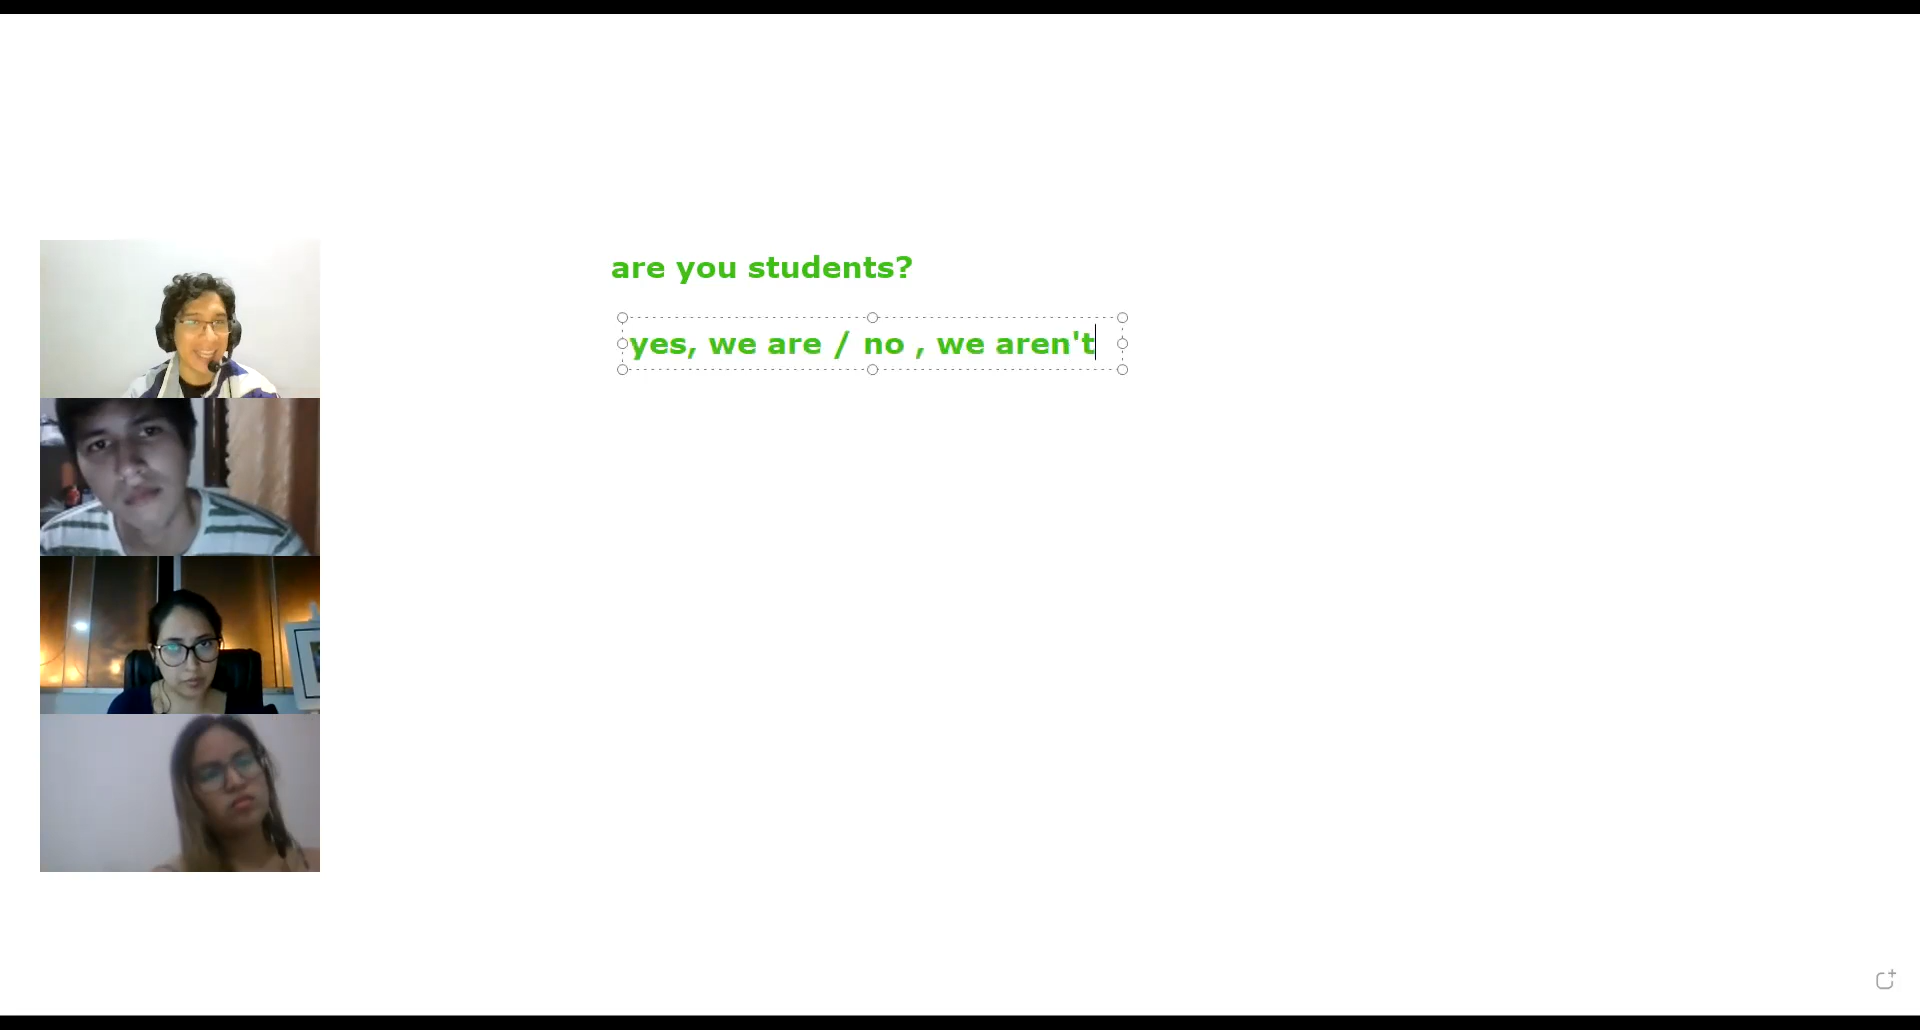 are you students?
yes, we are / no , we aren't